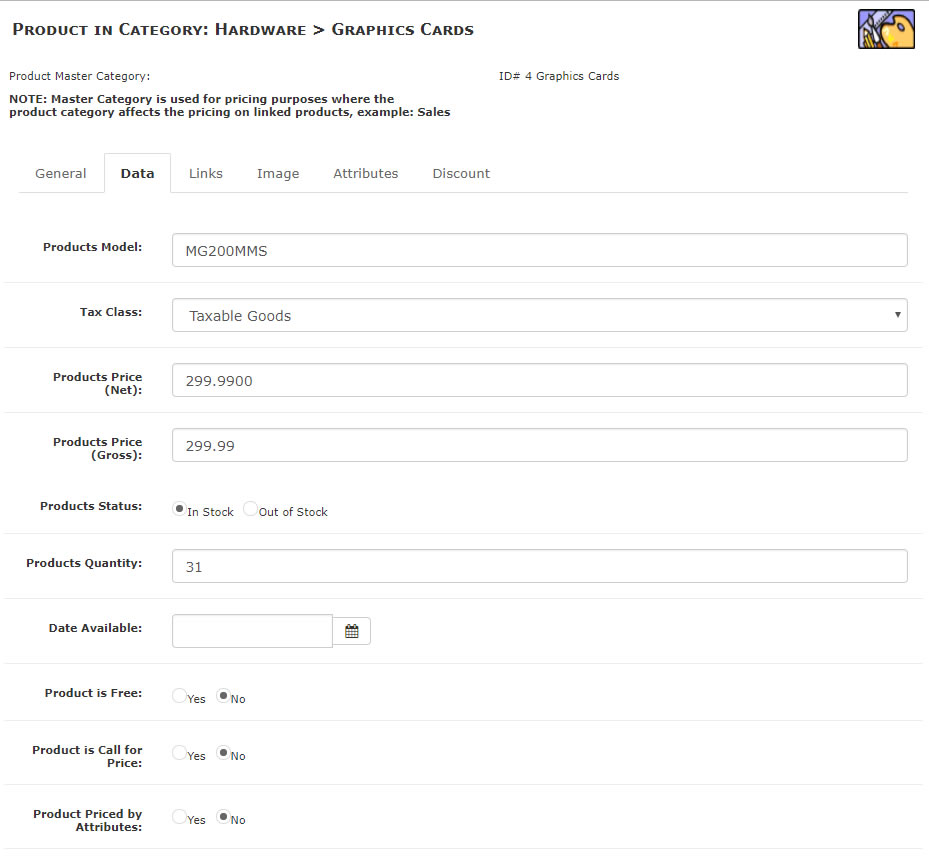 Product in Category: Hardware > Graphics Cards
Product Master Category: ID# 4 Graphics Cards
NOTE: Master Category is used for pricing purposes where the
product category affects the pricing on linked products, example: Sales
General Data Links Image Attributes Discount
Products Model: MG200MMS
Tax Class: Taxable Goods
Products Price
(Net):
299.9900
Products Price
(Gross):
299.99
Products Status: In Stock Out of Stock
Products Quantity: 31
Date Available:
Product is Free: Yes No
Product is Call for
Price:
Yes No
Product Priced by
Attributes:
Yes No